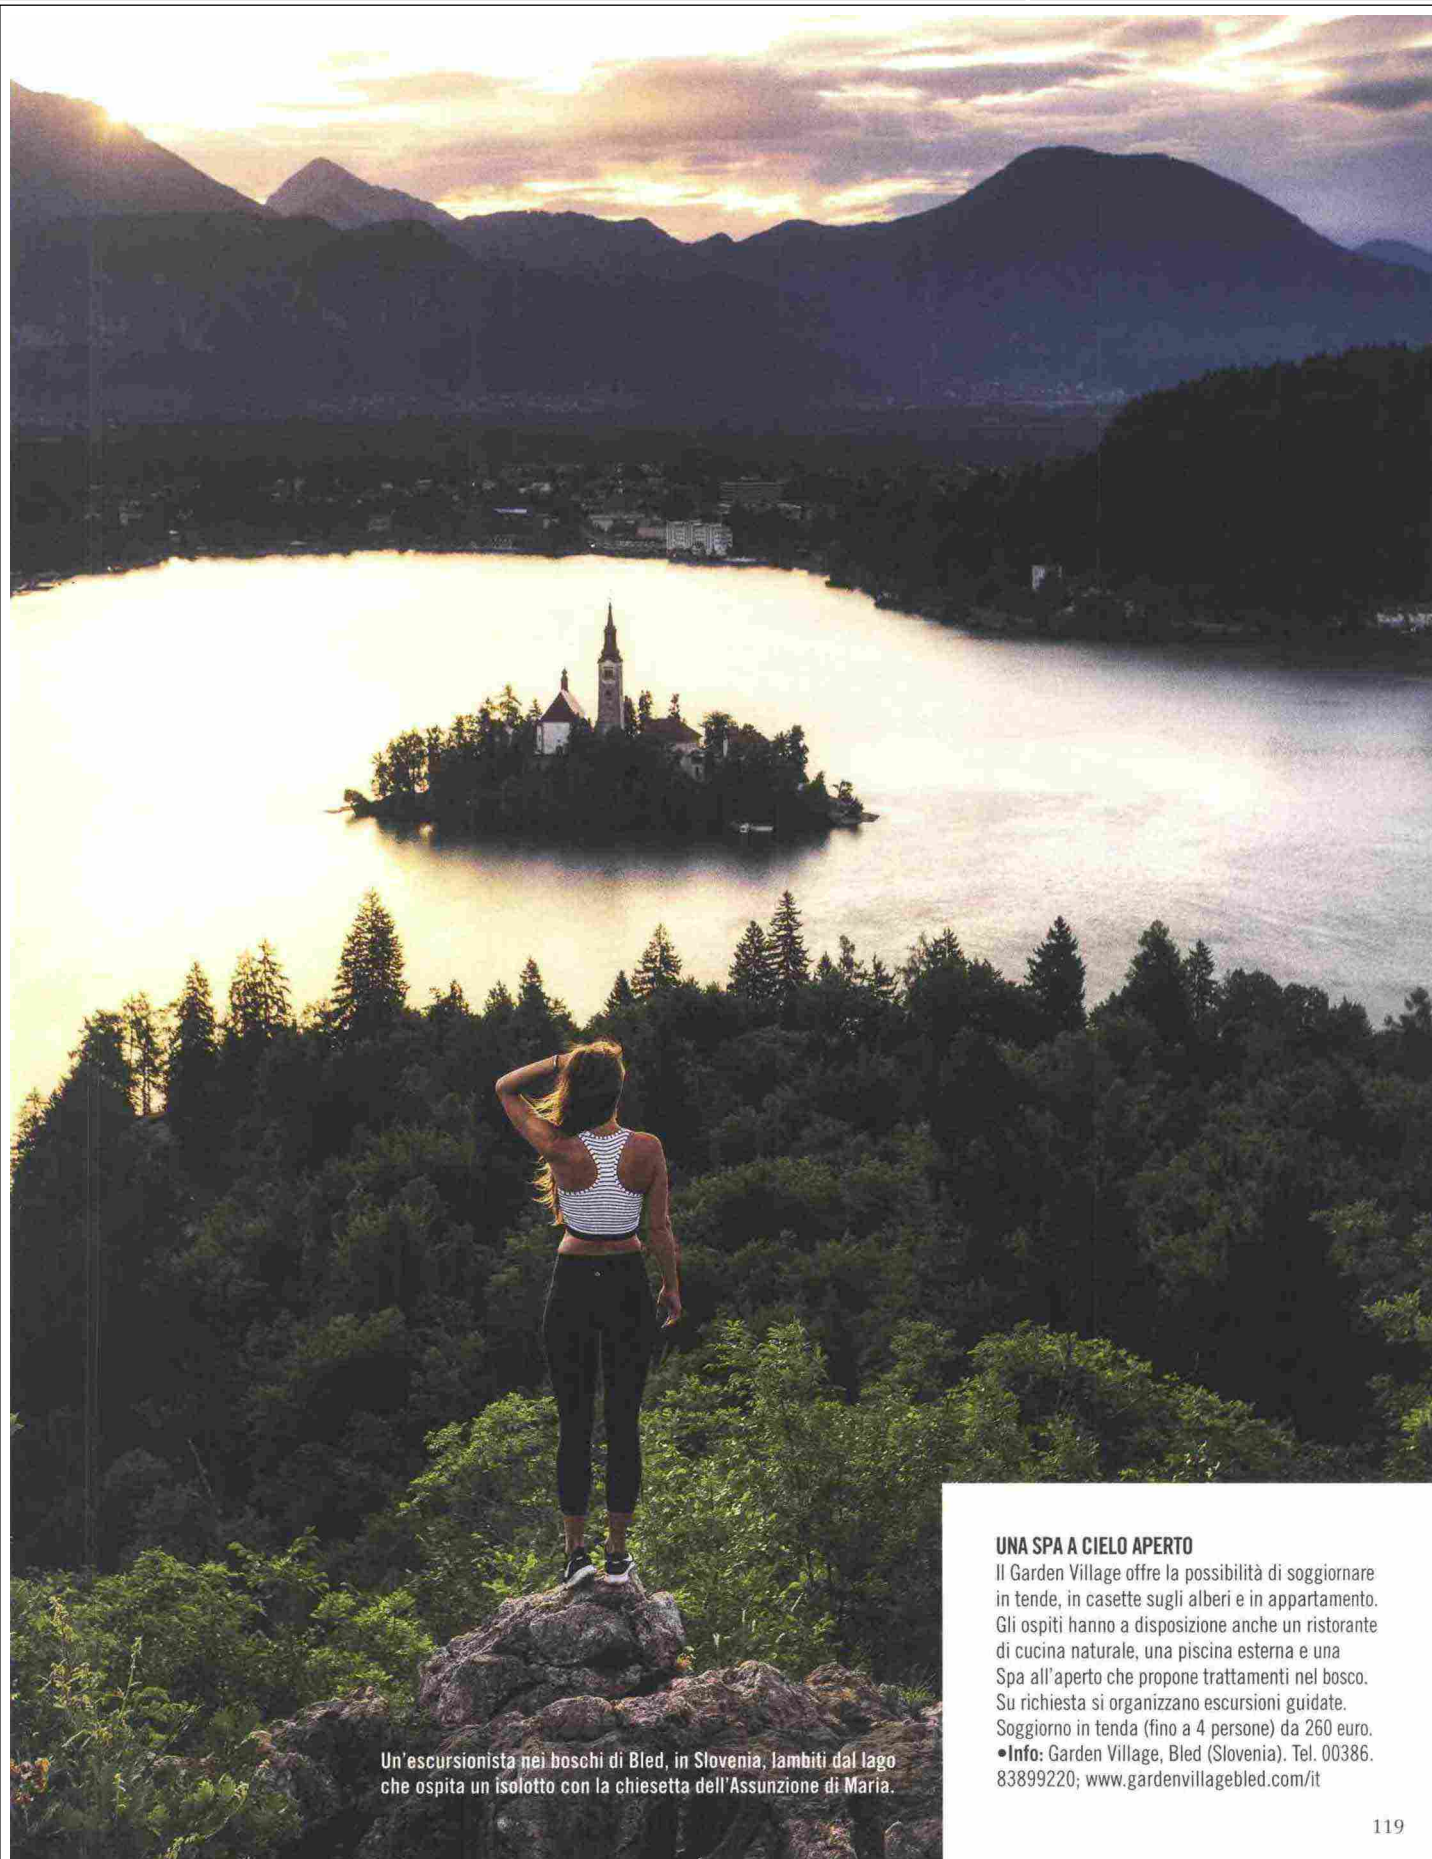 Un'escursionista nei boschi di Bled, in Slovenia, lambiti dal lago
che ospita un isolotto con la chiesetta dell'Assunzione di Maria.
UNA SPA A CIELO APERTO
Il Garden Village offre la possibilità di soggiornare
in tende, in casette sugli alberi e in appartamento.
Gli ospiti hanno a disposizione anche un ristorante
di cucina naturale, una piscina esterna e una
Spa all'aperto che propone trattamenti nel bosco.
Su richiesta si organizzano escursioni guidate.
Soggiorno in tenda (fino a 4 persone) da 260 euro.
•Info: Garden Village, Bled (Slovenia). Tel. 00386.
83899220; www.gardenvillagebled.com/it
119